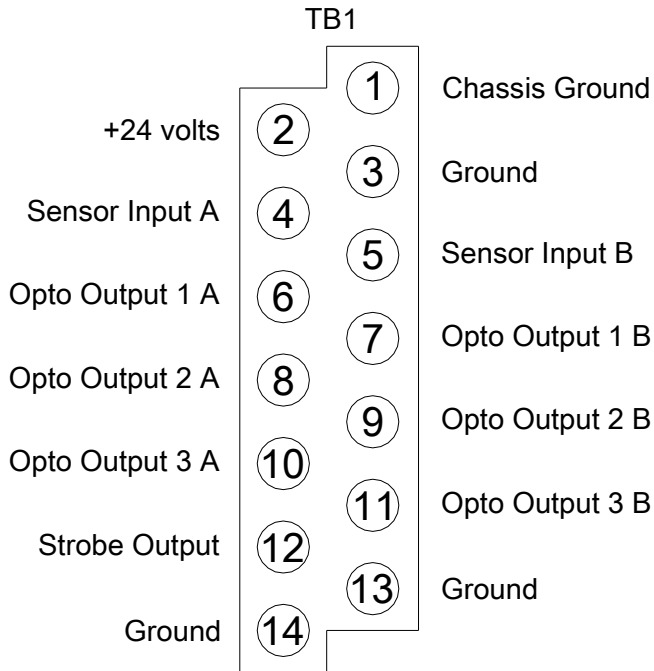 TB1
1 Chassis Ground
+24 volts 2
3 Ground
Sensor Input A 4
5 Sensor Input B
Opto Output 1 A 6
7 Opto Output 1 B
Opto Output 2 A 8
9 Opto Output 2 B
Opto Output 3 A 10
11 Opto Output 3 B
Strobe Output 12
13 Ground
Ground 14